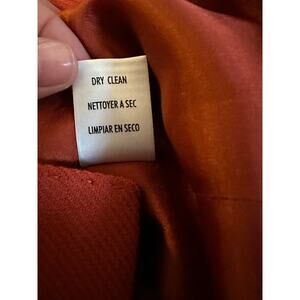 DRY CLEAN
NETTOYER A SEC
LIMPIAR EN SECO